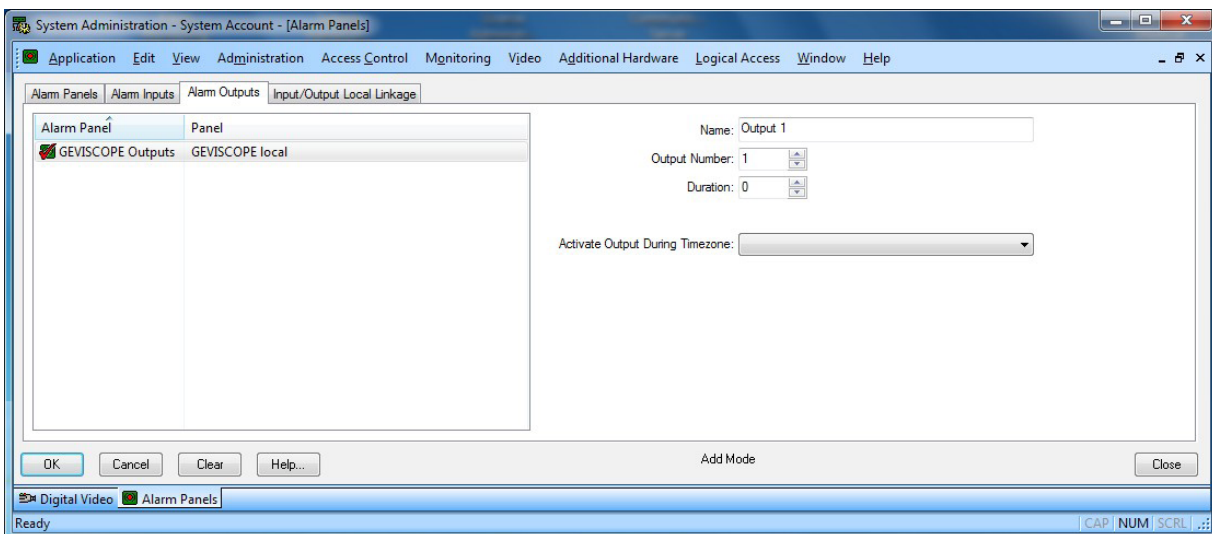 System Administration - System Account - [Alarm Panels]
Application Edit View Administration Access Control Monitoring Video Additional Hardware Logical Access Window Help
Alarm Panels Alarm Inputs Alarm Outputs Input/Output Local Linkage
Alarm Panel Panel
GEVISCOPE Outputs GEVISCOPE local
Name: Output 1
Output Number: 1
Duration: 0
Activate Output During Timezone:
OK Cancel Clear Help... Add Mode Close
Digital Video Alarm Panels
Ready CAP NUM SCRL